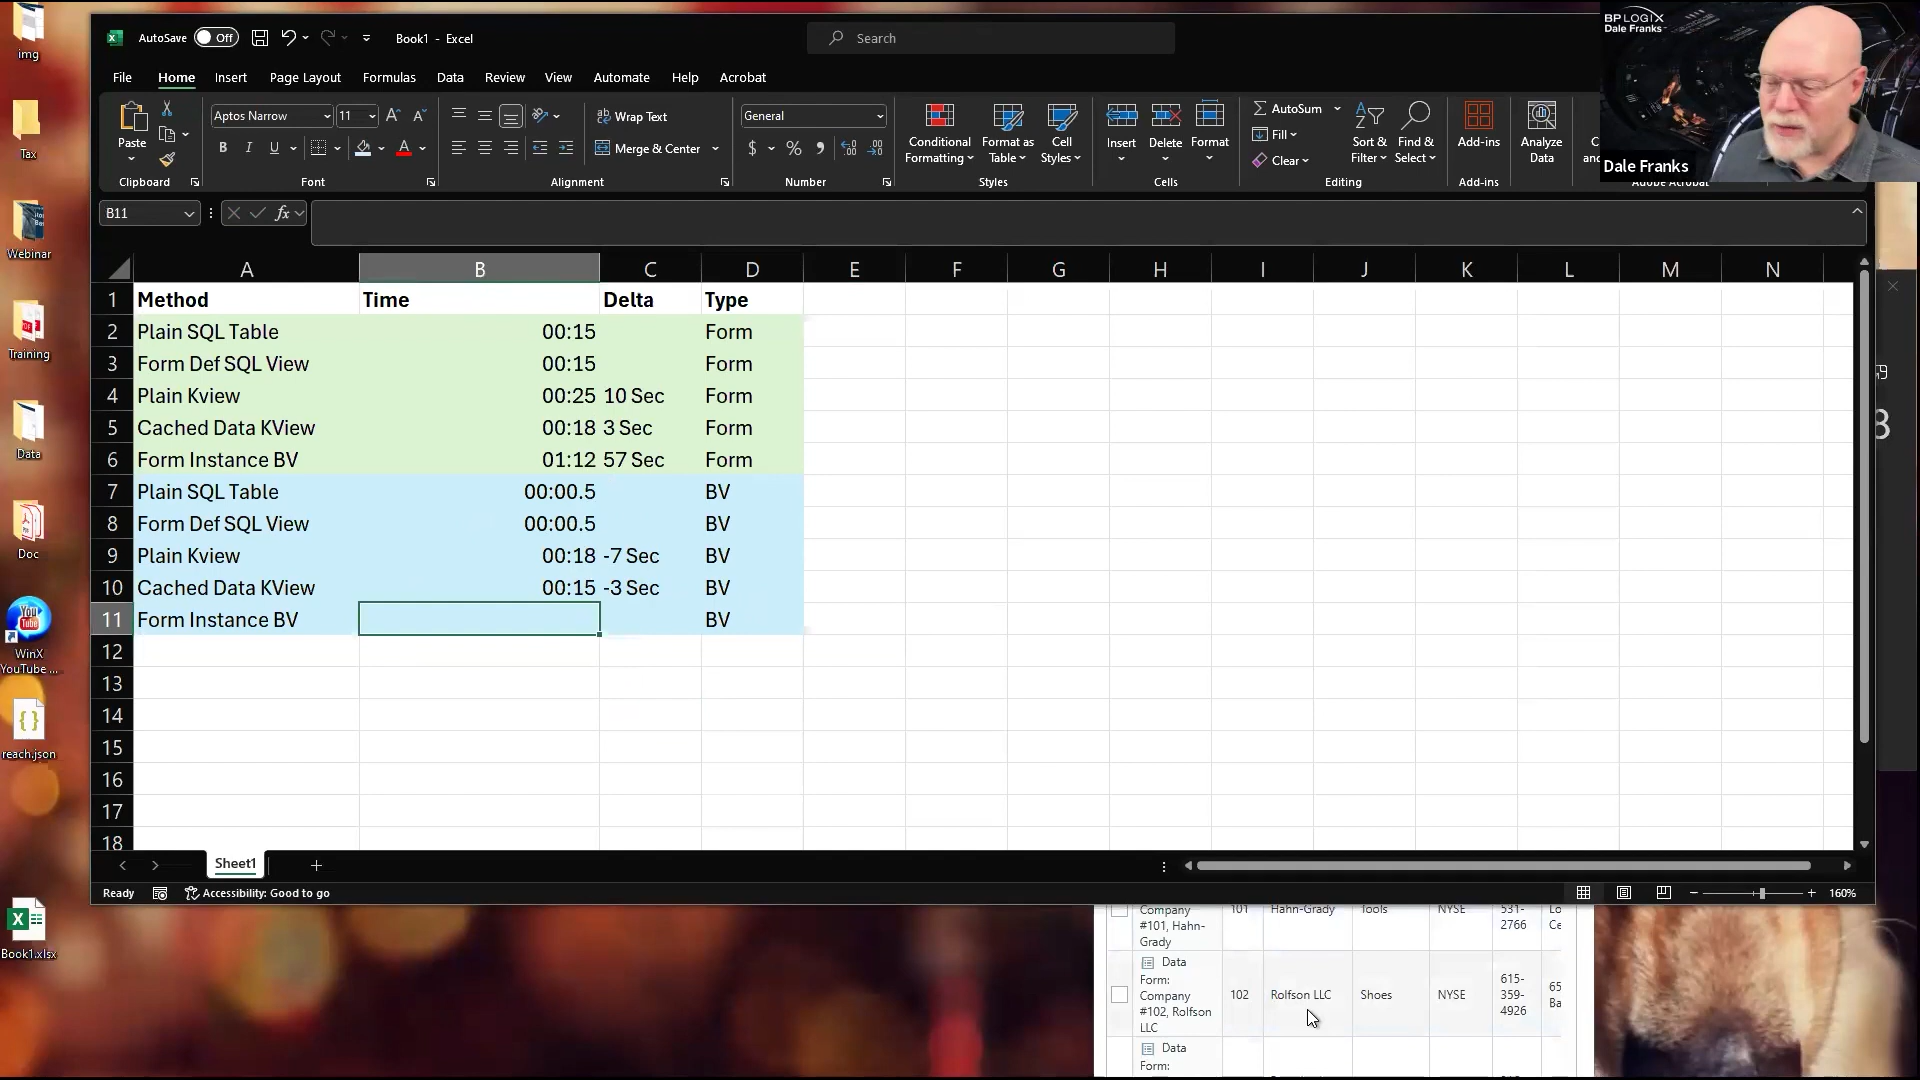 img
Tax
Webinar
Training
Data
Doc
You
Tube
WinX
YouTube ...
reach.json
Book1.xlsx
AutoSave Off
Book1 - Excel
Search
BP LOGIX
Dale Franks
Dale Franks
File Home Insert Page Layout Formulas Data Review View Automate Help Acrobat
Paste
Clipboard
Aptos Narrow 11
B I U
Font
Wrap Text
Merge & Center
Alignment
General
$ % ,
Number
Conditional
Formatting
Format as
Table
Cell
Styles
Styles
Insert
Delete
Format
Cells
AutoSum
Fill
Clear
Sort &
Filter
Find &
Select
Editing
Add-ins
Add-ins
Analyze
Data
Adobe Acrobat
B11
fx
A B C D E F G H I J K L M N
1 Method Time Delta Type
2 Plain SQL Table 00:15 Form
3 Form Def SQL View 00:15 Form
4 Plain Kview 00:25 10 Sec Form
5 Cached Data KView 00:18 3 Sec Form
6 Form Instance BV 01:12 57 Sec Form
7 Plain SQL Table 00:00.5 BV
8 Form Def SQL View 00:00.5 BV
9 Plain Kview 00:18 -7 Sec BV
10 Cached Data KView 00:15 -3 Sec BV
11 Form Instance BV BV
12
13
14
15
16
17
18
Sheet1
Ready
Accessibility: Good to go
160%
Company
#101, Hahn-
Grady
101
Hahn-Grady
Tools
NYSE
531-
2766
Data
Form:
Company
#102, Rolfson
LLC
102
Rolfson LLC
Shoes
NYSE
615-
359-
4926
65
Ba
Data
Form: